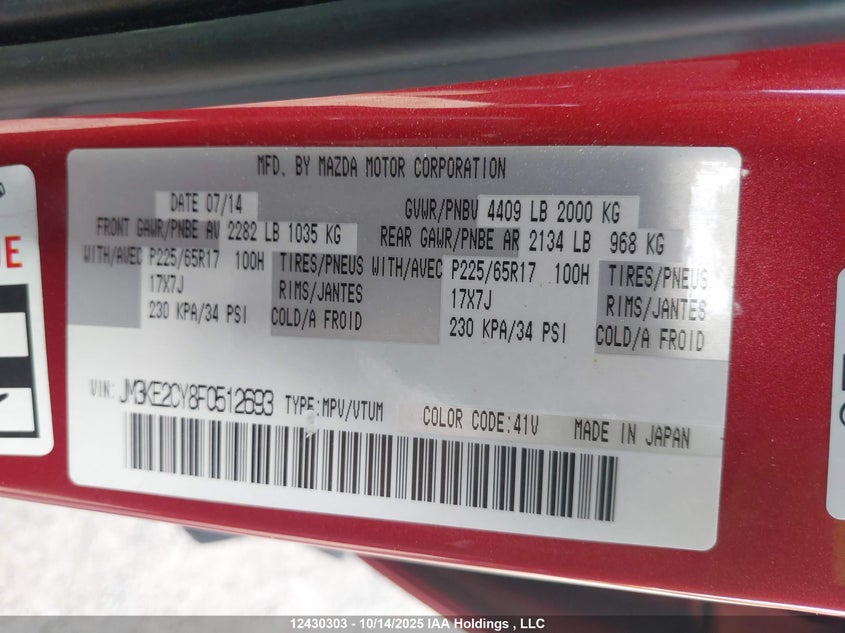 MFD. BY MAZDA MOTOR CORPORATION
DATE 07/14 GVWR/PNBV 4409 LB 2000 KG
FRONT GAWR/PNBE AV 2282 LB 1035 KG REAR GAWR/PNBE AR 2134 LB 968 KG
WITH/AVEC P225/65R17 100H TIRES/PNEUS WITH/AVEC P225/65R17 100H TIRES/PNEUS
17X7J RIMS/JANTES 17X7J RIMS/JANTES
230 KPA/34 PSI COLD/A FROID 230 KPA/34 PSI COLD/A FROID
VIN: JM3KE2CY8F0512693 TYPE:MPV/VTUM COLOR CODE:41V MADE IN JAPAN
12430303 - 10/14/2025 IAA Holdings , LLC